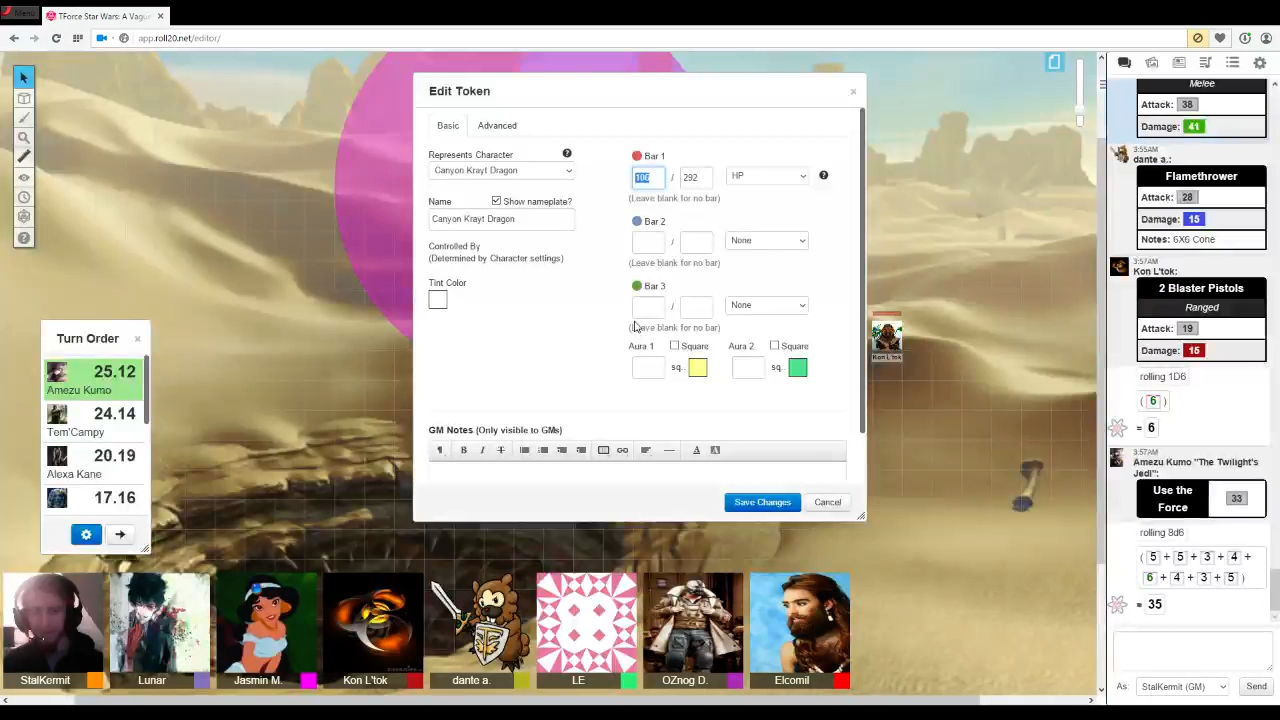 Menu
TForce Star Wars: A Vagu
app.roll20.net/editor/
Edit Token
Basic
Advanced
Represents Character
Canyon Krayt Dragon
Name
Show nameplate?
Canyon Krayt Dragon
Controlled By
(Determined by Character settings)
Tint Color
Bar 1
106 / 292
HP
(Leave blank for no bar)
Bar 2
/
None
(Leave blank for no bar)
Bar 3
/
None
(Leave blank for no bar)
Aura 1
Square
Aura 2
Square
sq..
sq..
GM Notes (Only visible to GMs)
Save Changes
Cancel
Turn Order
25.12
Amezu Kumo
24.14
Tem'Campy
20.19
Alexa Kane
17.16
Kon L'tok
StalKermit
Lunar
Jasmin M.
Kon L'tok
dante a.
LE
OZnog D.
Elcomil
Melee
Attack: 38
Damage: 41
3:55AM
dante a.:
Flamethrower
Attack: 28
Damage: 15
Notes: 6X6 Cone
3:57AM
Kon L'tok:
2 Blaster Pistols
Ranged
Attack: 19
Damage: 15
rolling 1D6
( 6 )
= 6
3:57AM
Amezu Kumo "The Twilight's
Jedi":
Use the
Force
33
rolling 8d6
( 5 + 5 + 3 + 4 +
6 + 4 + 3 + 5 )
= 35
As:
StalKermit (GM)
Send